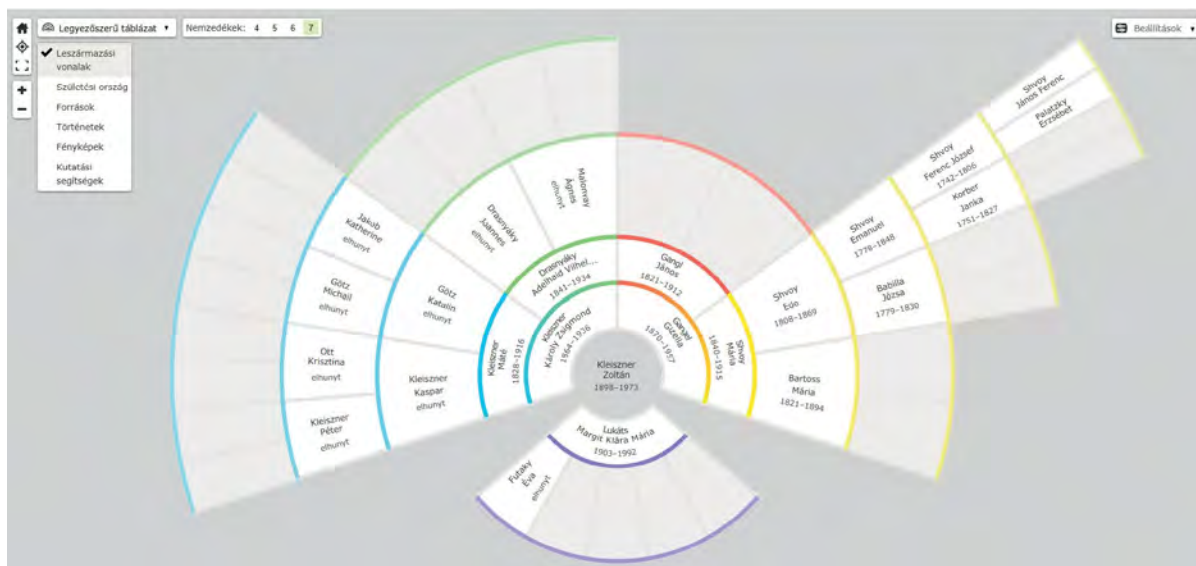 Legyezőszerű táblázat
Nemzedékek: 4 5 6 7
Beállítások
Leszármazási
vonalak
Születési ország
Források
Történetek
Fényképek
Kutatási
segítségek
Kleiszner
Zoltán
1898–1973
Kleiszner
Károly Zsigmond
1864–1936
Gangel
Gizella
1870–1957
Kleiszner
Máté
1828–1916
Drasnyáky
Adelhaid Vilhel...
1841–1934
Gangl
János
1821–1912
Shvoy
Mária
1840–1915
Kleiszner
Kaspar
elhunyt
Götz
Katalin
elhunyt
Drasnyáky
Joannes
elhunyt
Malonvay
Ágnes
elhunyt
Shvoy
Ede
1808–1869
Bartoss
Mária
1821–1894
Kleiszner
Péter
elhunyt
Ott
Krisztina
elhunyt
Götz
Michail
elhunyt
Jakob
Katherine
elhunyt
Shvoy
Emanuel
1778–1848
Babilla
Józsa
1779–1830
Shvoy
Ferenc József
1742–1806
Korber
Janka
1751–1827
Shvoy
János Ferenc
Palatzky
Erzsébet
Lukáts
Margit Klára Mária
1903–1992
Futaky
Éva
elhunyt